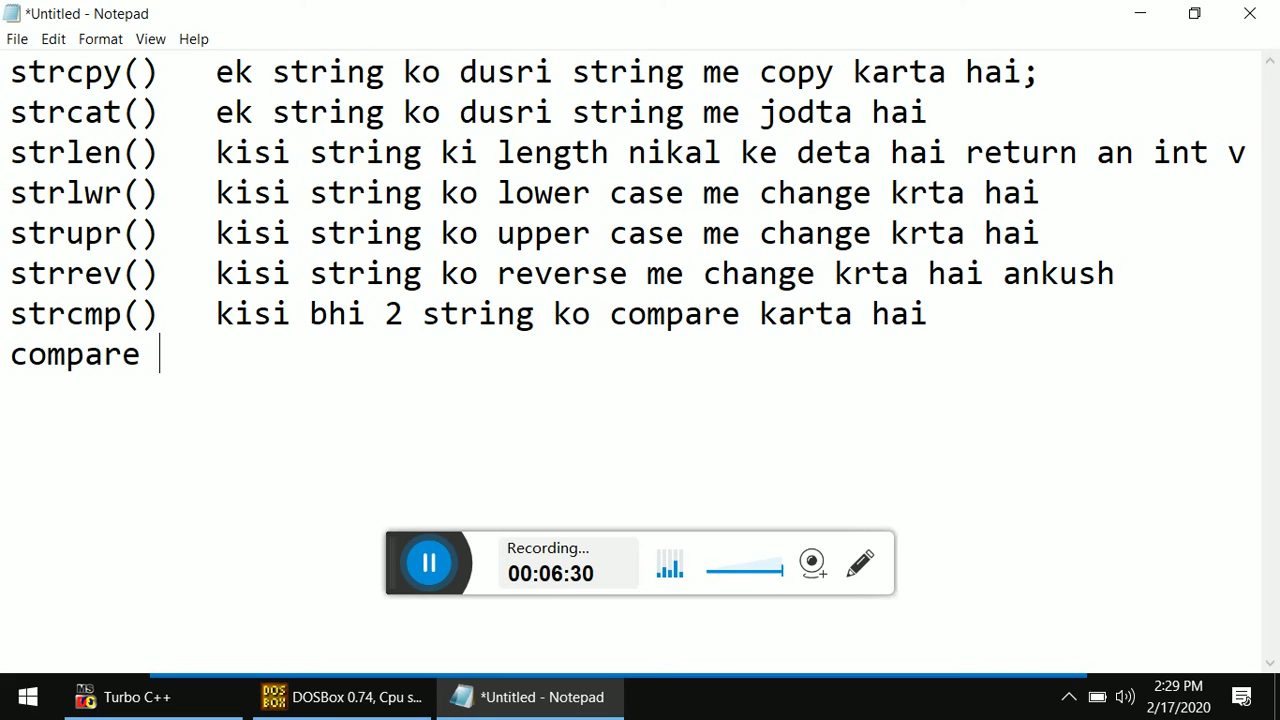 *Untitled - Notepad
File Edit Format View Help
strcpy() ek string ko dusri string me copy karta hai;
strcat() ek string ko dusri string me jodta hai
strlen() kisi string ki length nikal ke deta hai return an int v
strlwr() kisi string ko lower case me change krta hai
strupr() kisi string ko upper case me change krta hai
strrev() kisi string ko reverse me change krta hai ankush
strcmp() kisi bhi 2 string ko compare karta hai
compare
Recording...
00:06:30
MS Turbo C++
DOS BOX DOSBox 0.74, Cpu s...
*Untitled - Notepad
2:29 PM
2/17/2020